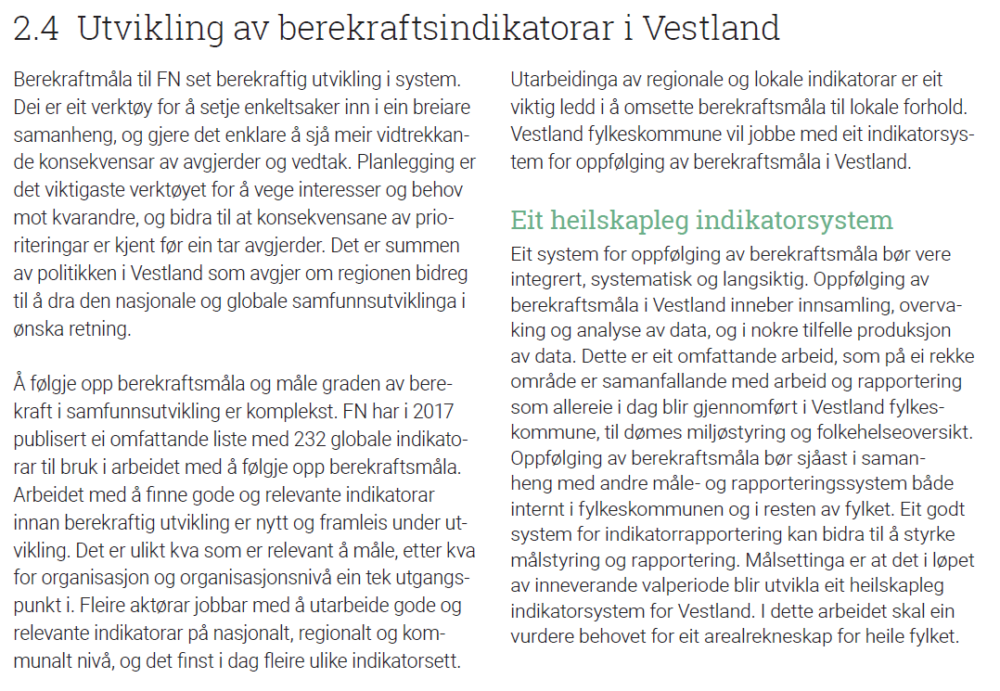 2.4 Utvikling av berekraftsindikatorar i Vestland
Berekraftmåla til FN set berekraftig utvikling i system.
Dei er eit verktøy for å setje enkeltsaker inn i ein breiare
samanheng, og gjere det enklare å sjå meir vidtrekkan-
de konsekvensar av avgjerder og vedtak. Planlegging er
det viktigaste verktøyet for å vege interesser og behov
mot kvarandre, og bidra til at konsekvensane av prio-
riteringar er kjent før ein tar avgjerder. Det er summen
av politikken i Vestland som avgjer om regionen bidreg
til å dra den nasjonale og globale samfunnsutviklinga i
ønska retning.
Å følgje opp berekraftsmåla og måle graden av bere-
kraft i samfunnsutvikling er komplekst. FN har i 2017
publisert ei omfattande liste med 232 globale indikato-
rar til bruk i arbeidet med å følgje opp berekraftsmåla.
Arbeidet med å finne gode og relevante indikatorar
innan berekraftig utvikling er nytt og framleis under ut-
vikling. Det er ulikt kva som er relevant å måle, etter kva
for organisasjon og organisasjonsnivå ein tek utgangs-
punkt i. Fleire aktørar jobbar med å utarbeide gode og
relevante indikatorar på nasjonalt, regionalt og kom-
munalt nivå, og det finst i dag fleire ulike indikatorsett.
Utarbeidinga av regionale og lokale indikatorar er eit
viktig ledd i å omsette berekraftsmåla til lokale forhold.
Vestland fylkeskommune vil jobbe med eit indikatorsys-
tem for oppfølging av berekraftsmåla i Vestland.
Eit heilskapleg indikatorsystem
Eit system for oppfølging av berekraftsmåla bør vere
integrert, systematisk og langsiktig. Oppfølging av
berekraftsmåla i Vestland inneber innsamling, overva-
king og analyse av data, og i nokre tilfelle produksjon
av data. Dette er eit omfattande arbeid, som på ei rekke
område er samanfallande med arbeid og rapportering
som allereie i dag blir gjennomført i Vestland fylkes-
kommune, til dømes miljøstyring og folkehelseoversikt.
Oppfølging av berekraftsmåla bør sjåast i saman-
heng med andre måle- og rapporteringssystem både
internt i fylkeskommunen og i resten av fylket. Eit godt
system for indikatorrapportering kan bidra til å styrke
målstyring og rapportering. Målsettinga er at det i løpet
av inneverande valperiode blir utvikla eit heilskapleg
indikatorsystem for Vestland. I dette arbeidet skal ein
vurdere behovet for eit arealrekneskap for heile fylket.